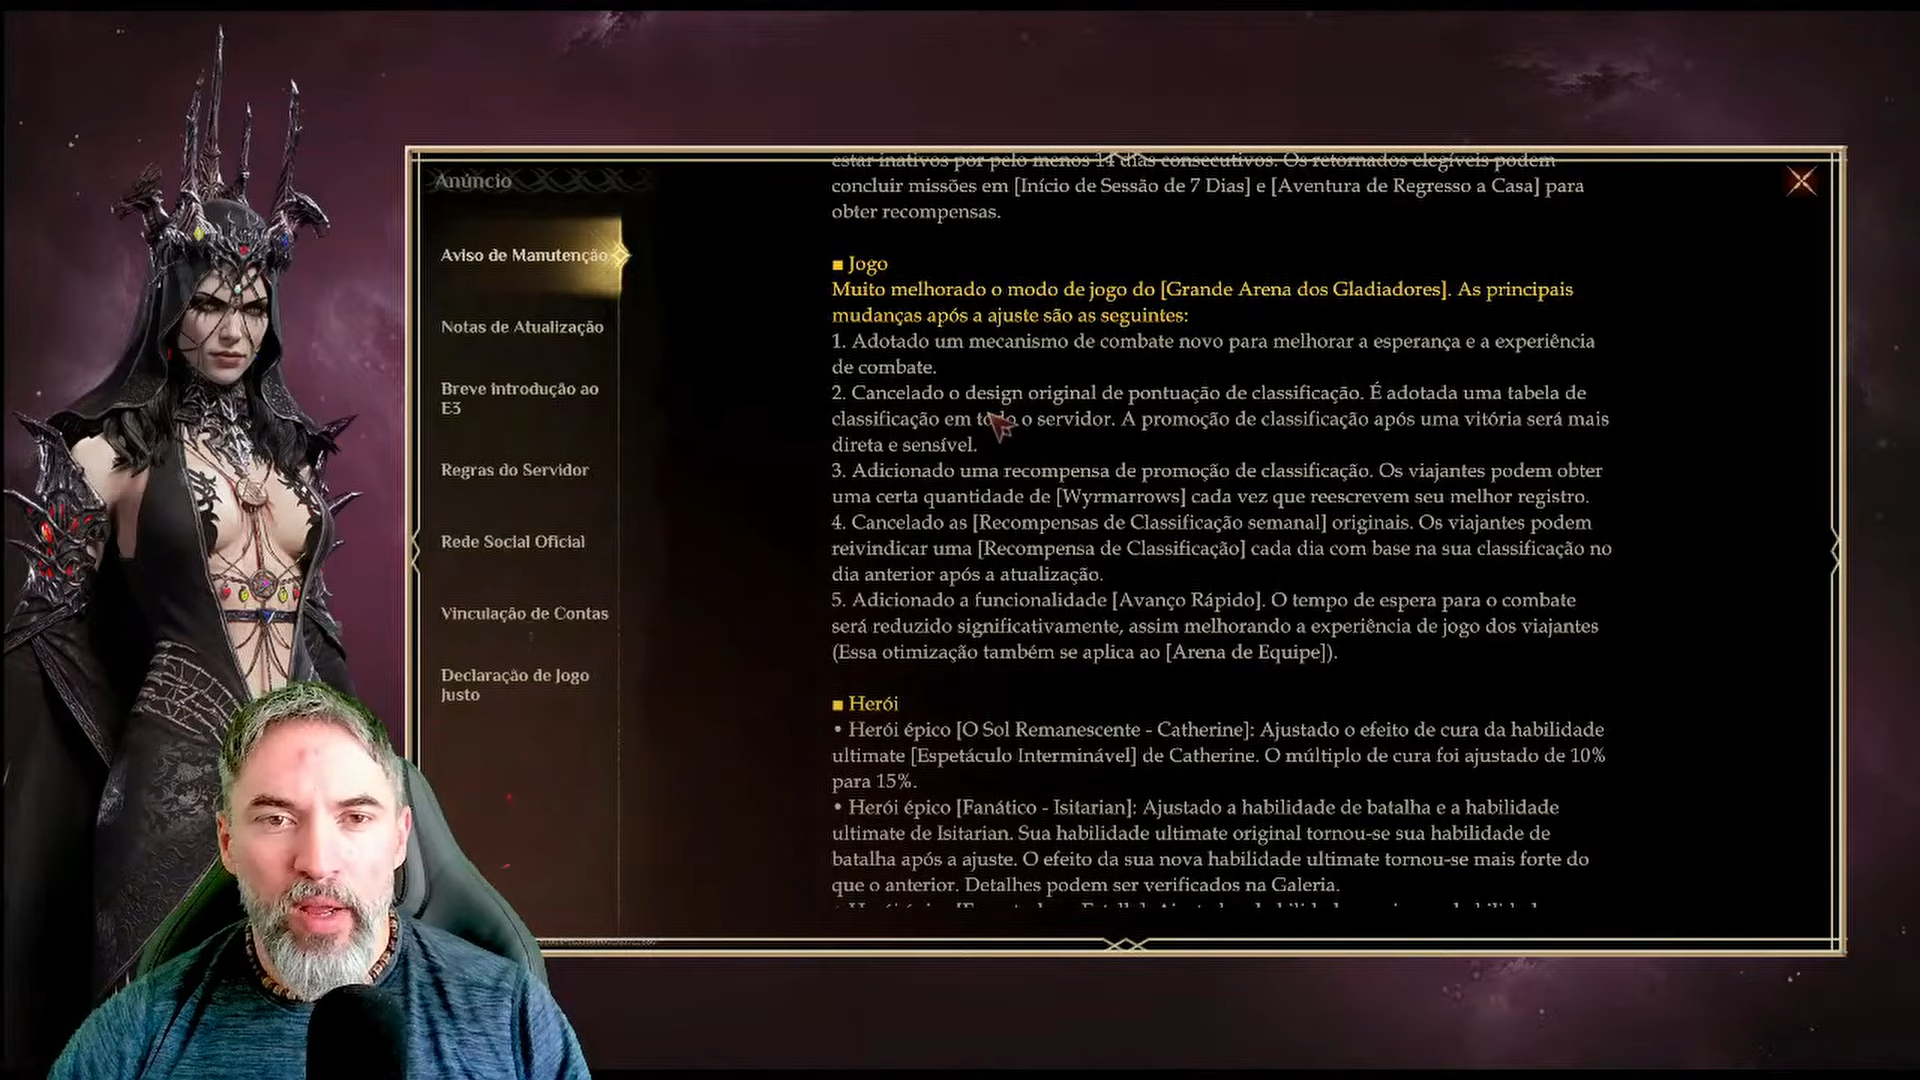 Anúncio
Aviso de Manutenção
Notas de Atualização
Breve introdução ao
E3
Regras do Servidor
Rede Social Oficial
Vinculação de Contas
Declaração de Jogo
Justo
estar inativos por pelo menos 14 dias consecutivos. Os retornados elegíveis podem
concluir missões em [Início de Sessão de 7 Dias] e [Aventura de Regresso a Casa] para
obter recompensas.
■ Jogo
Muito melhorado o modo de jogo do [Grande Arena dos Gladiadores]. As principais
mudanças após a ajuste são as seguintes:
1. Adotado um mecanismo de combate novo para melhorar a esperança e a experiência
de combate.
2. Cancelado o design original de pontuação de classificação. É adotada uma tabela de
classificação em todo o servidor. A promoção de classificação após uma vitória será mais
direta e sensível.
3. Adicionado uma recompensa de promoção de classificação. Os viajantes podem obter
uma certa quantidade de [Wyrmarrows] cada vez que reescrevem seu melhor registro.
4. Cancelado as [Recompensas de Classificação semanal] originais. Os viajantes podem
reivindicar uma [Recompensa de Classificação] cada dia com base na sua classificação no
dia anterior após a atualização.
5. Adicionado a funcionalidade [Avanço Rápido]. O tempo de espera para o combate
será reduzido significativamente, assim melhorando a experiência de jogo dos viajantes
(Essa otimização também se aplica ao [Arena de Equipe]).
■ Herói
• Herói épico [O Sol Remanescente - Catherine]: Ajustado o efeito de cura da habilidade
ultimate [Espetáculo Interminável] de Catherine. O múltiplo de cura foi ajustado de 10%
para 15%.
• Herói épico [Fanático - Isitarian]: Ajustado a habilidade de batalha e a habilidade
ultimate de Isitarian. Sua habilidade ultimate original tornou-se sua habilidade de
batalha após a ajuste. O efeito da sua nova habilidade ultimate tornou-se mais forte do
que o anterior. Detalhes podem ser verificados na Galeria.